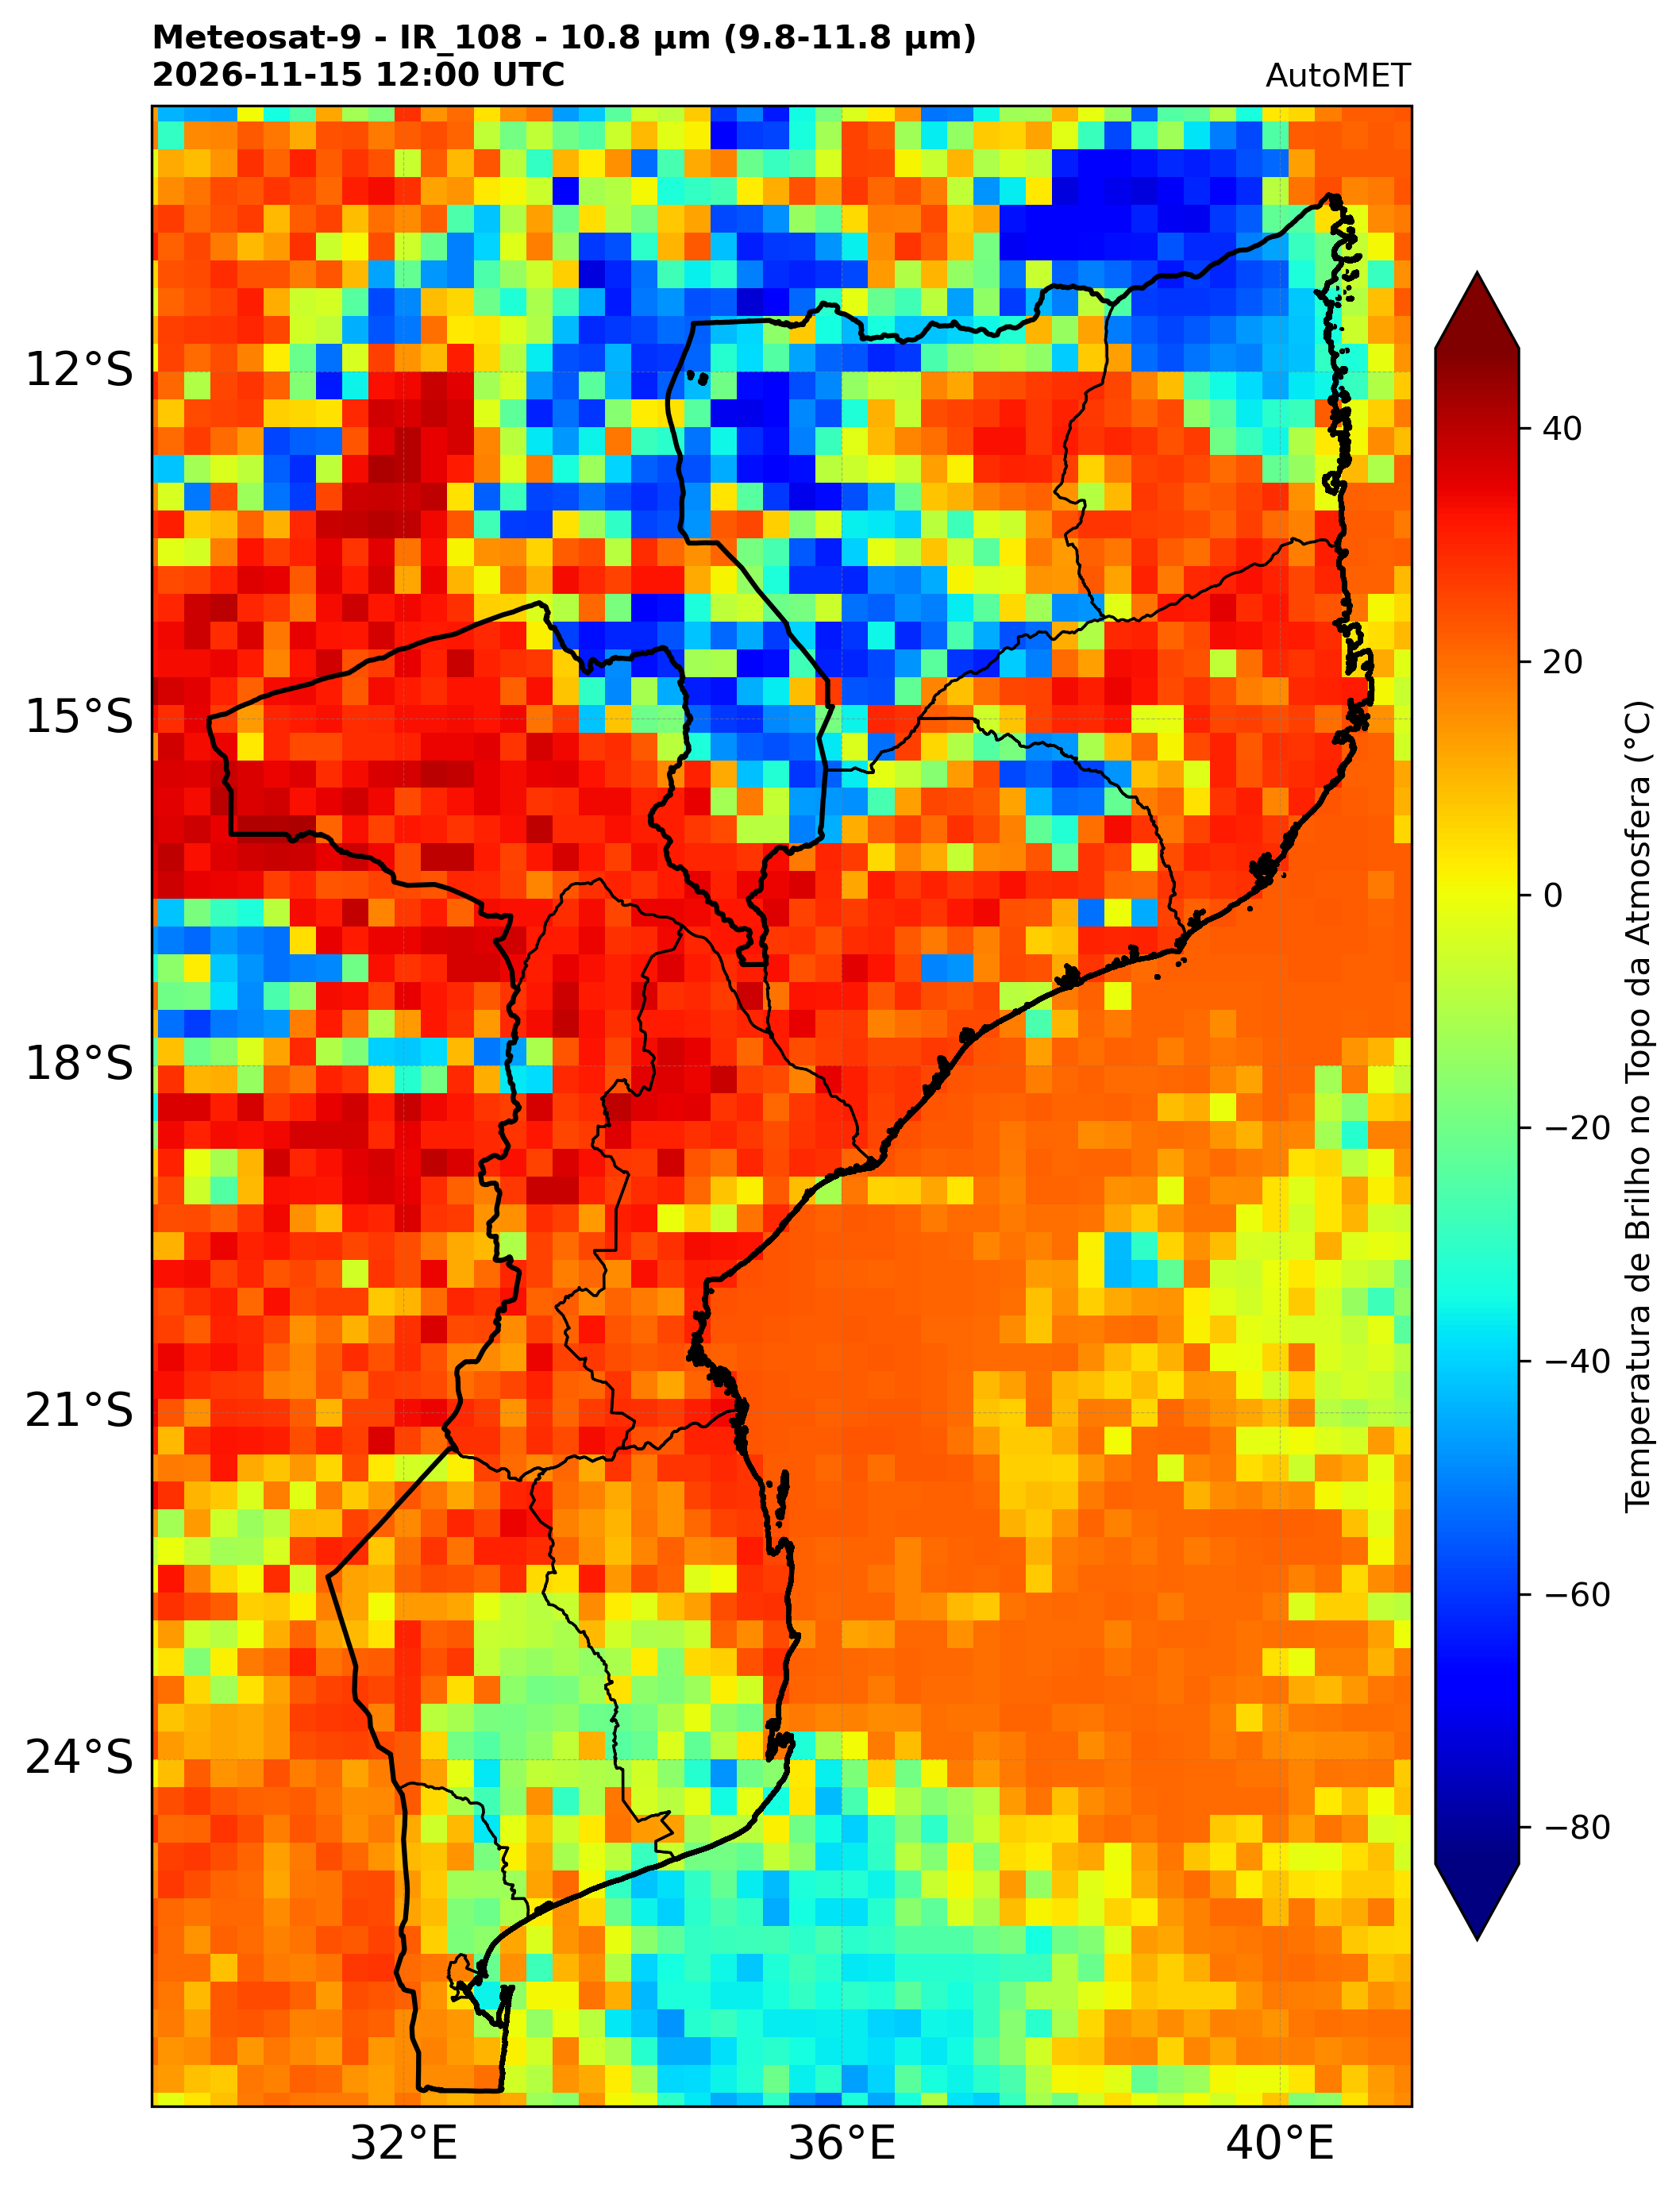 Meteosat-9 - IR_108 - 10.8 µm (9.8-11.8 µm)
2026-11-15 12:00 UTC
AutoMET
12°S
15°S
18°S
21°S
24°S
32°E
36°E
40°E
40
20
0
−20
−40
−60
−80
Temperatura de Brilho no Topo da Atmosfera (°C)